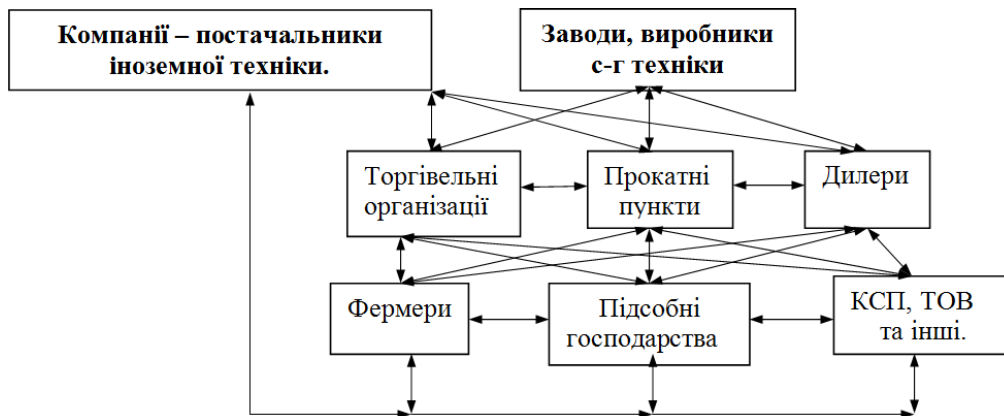 Компанії – постачальники
іноземної техніки.
Заводи, виробники
с-г техніки
Торгівельні
організації
Прокатні
пункти
Дилери
Фермери
Підсобні
господарства
КСП, ТОВ
та інші.